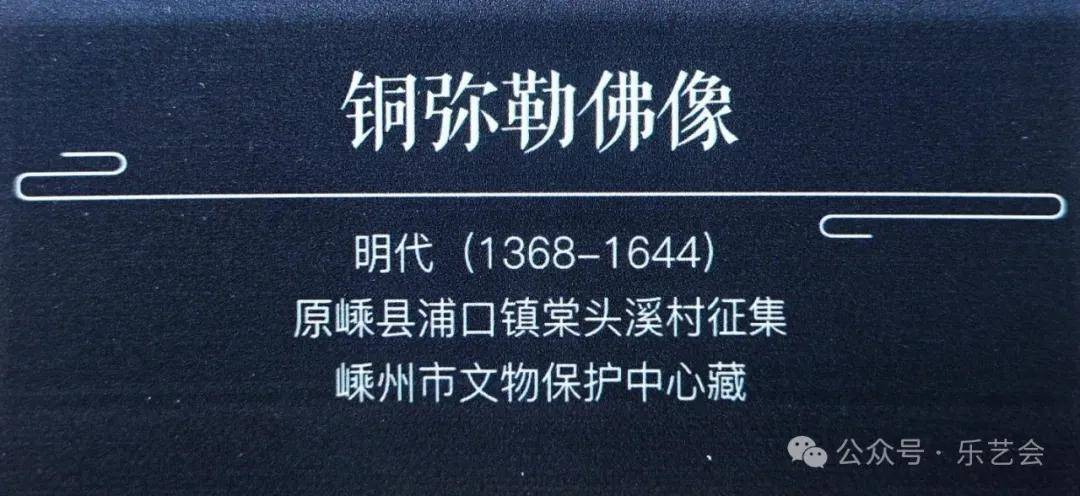 铜弥勒佛像
明代（1368-1644）
原嵊县浦口镇棠头溪村征集
嵊州市文物保护中心藏
公众号·乐艺会